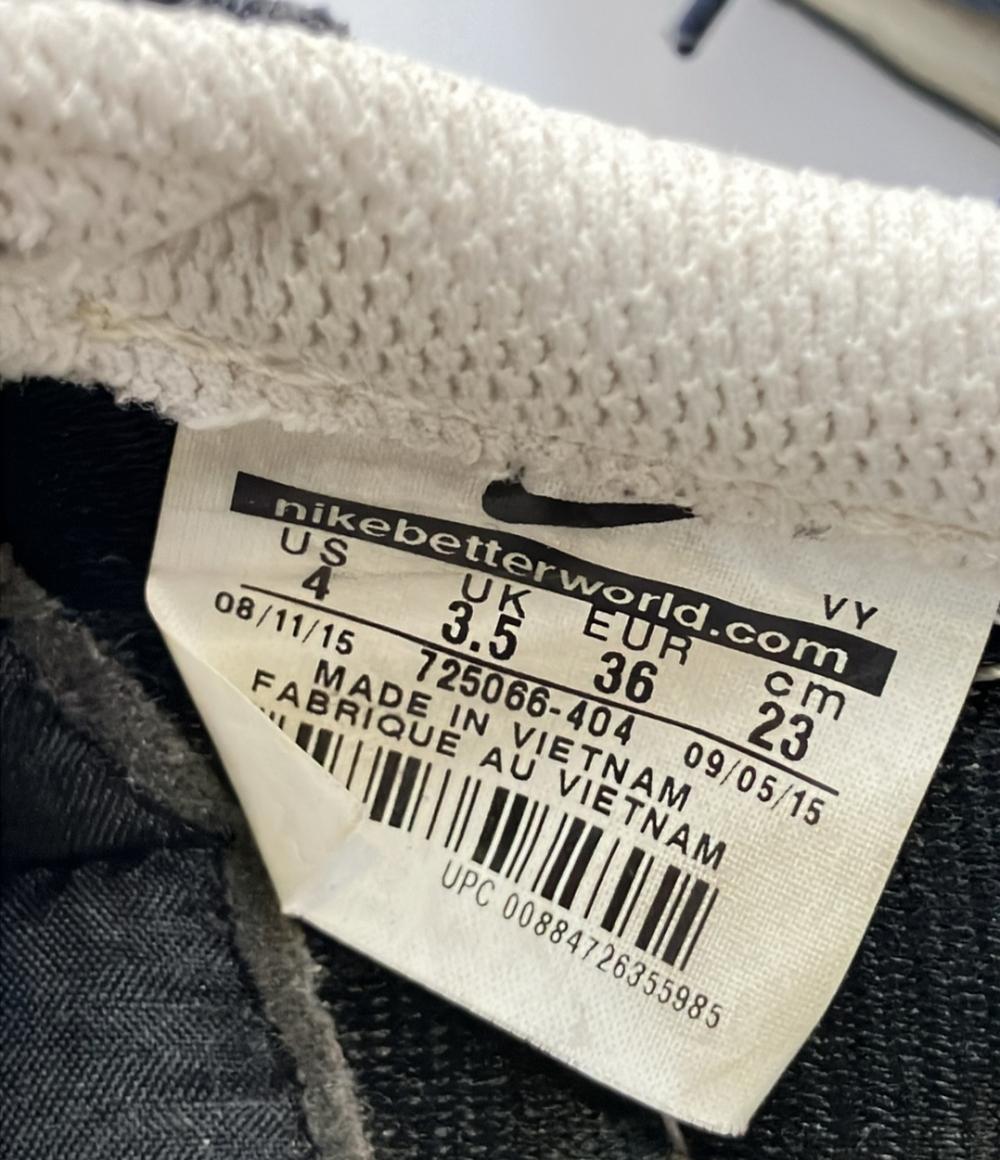 nikebetterworld.com
VY
US UK EUR cm
4 3.5 36 23
08/11/15 725066-404 09/05/15
MADE IN VIETNAM
FABRIQUE AU VIETNAM
UPC 00884726355985